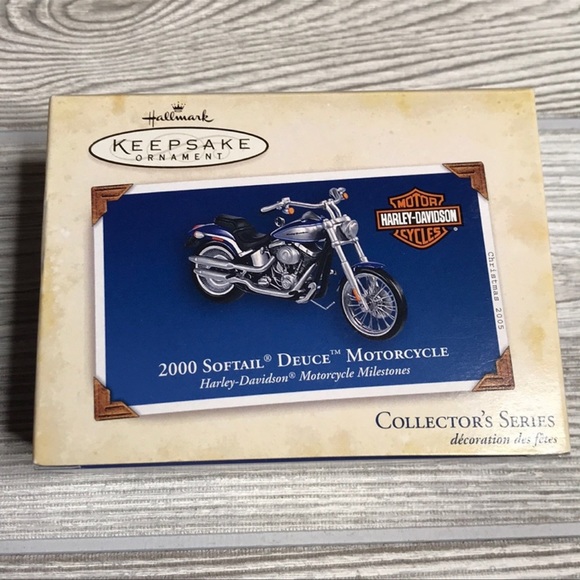 Hallmark
KEEPSAKE
ORNAMENT
MOTOR
HARLEY-DAVIDSON
CYCLES
®
Christmas 2005
2000 SOFTAIL® DEUCE™ MOTORCYCLE
Harley-Davidson® Motorcycle Milestones
COLLECTOR'S SERIES
décoration des fêtes